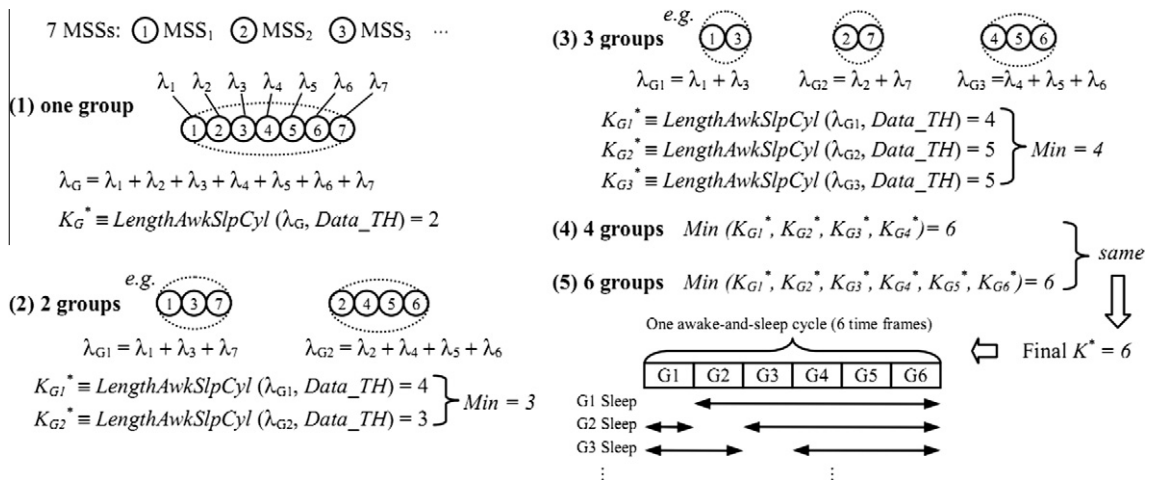 7 MSSs: 1 MSS₁ 2 MSS₂ 3 MSS₃ ...
λ₁ λ₂ λ₃ λ₄ λ₅ λ₆ λ₇
(1) one group
1 2 3 4 5 6 7
λG = λ₁ + λ₂ + λ₃ + λ₄ + λ₅ + λ₆ + λ₇
KG* ≡ LengthAwkSlpCyl (λG, Data_TH) = 2
e.g.
(2) 2 groups
1 3 7
2 4 5 6
λG1 = λ₁ + λ₃ + λ₇
λG2 = λ₂ + λ₄ + λ₅ + λ₆
KG1* ≡ LengthAwkSlpCyl (λG1, Data_TH) = 4
KG2* ≡ LengthAwkSlpCyl (λG2, Data_TH) = 3
Min = 3
e.g.
(3) 3 groups
1 3
2 7
4 5 6
λG1 = λ₁ + λ₃
λG2 = λ₂ + λ₇
λG3 =λ₄ + λ₅ + λ₆
KG1* ≡ LengthAwkSlpCyl (λG1, Data_TH) = 4
KG2* ≡ LengthAwkSlpCyl (λG2, Data_TH) = 5
KG3* ≡ LengthAwkSlpCyl (λG3, Data_TH) = 5
Min = 4
(4) 4 groups Min (KG1*, KG2*, KG3*, KG4*)= 6
(5) 6 groups Min (KG1*, KG2*, KG3*, KG4*, KG5*, KG6*)= 6
same
Final K* = 6
One awake-and-sleep cycle (6 time frames)
G1 G2 G3 G4 G5 G6
G1 Sleep
G2 Sleep
G3 Sleep
⋮ ⋮